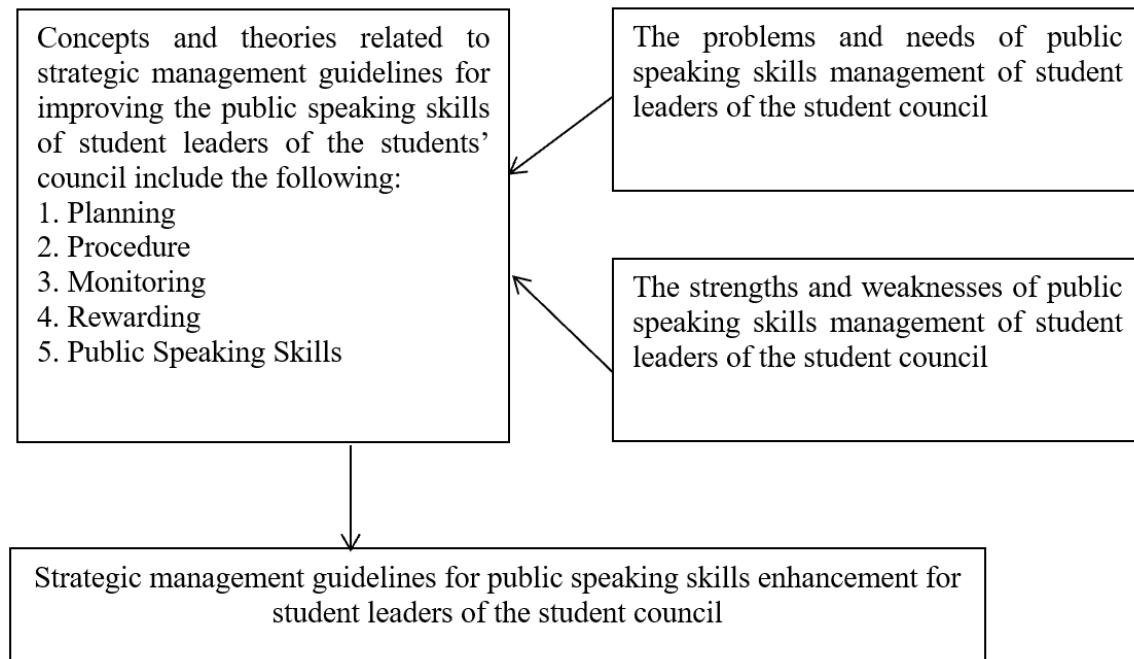 Concepts and theories related to
strategic management guidelines for
improving the public speaking skills
of student leaders of the students’
council include the following:
1. Planning
2. Procedure
3. Monitoring
4. Rewarding
5. Public Speaking Skills
The problems and needs of public
speaking skills management of student
leaders of the student council
The strengths and weaknesses of public
speaking skills management of student
leaders of the student council
Strategic management guidelines for public speaking skills enhancement for
student leaders of the student council